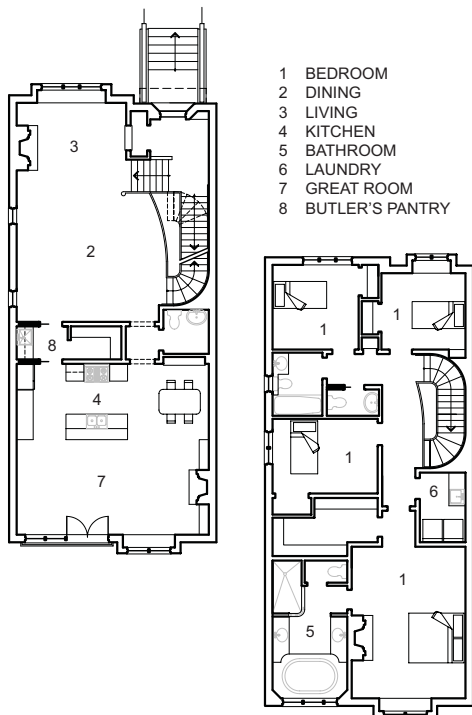 1 BEDROOM
2 DINING
3 LIVING
4 KITCHEN
5 BATHROOM
6 LAUNDRY
7 GREAT ROOM
8 BUTLER'S PANTRY
3
2
8
4
7
1
1
1
6
1
5